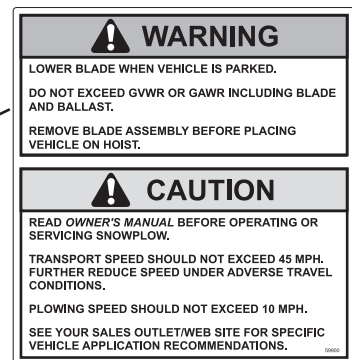 WARNING
LOWER BLADE WHEN VEHICLE IS PARKED.
DO NOT EXCEED GVWR OR GAWR INCLUDING BLADE
AND BALLAST.
REMOVE BLADE ASSEMBLY BEFORE PLACING
VEHICLE ON HOIST.
CAUTION
READ OWNER'S MANUAL BEFORE OPERATING OR
SERVICING SNOWPLOW.
TRANSPORT SPEED SHOULD NOT EXCEED 45 MPH.
FURTHER REDUCE SPEED UNDER ADVERSE TRAVEL
CONDITIONS.
PLOWING SPEED SHOULD NOT EXCEED 10 MPH.
SEE YOUR SALES OUTLET/WEB SITE FOR SPECIFIC
VEHICLE APPLICATION RECOMMENDATIONS.
59900